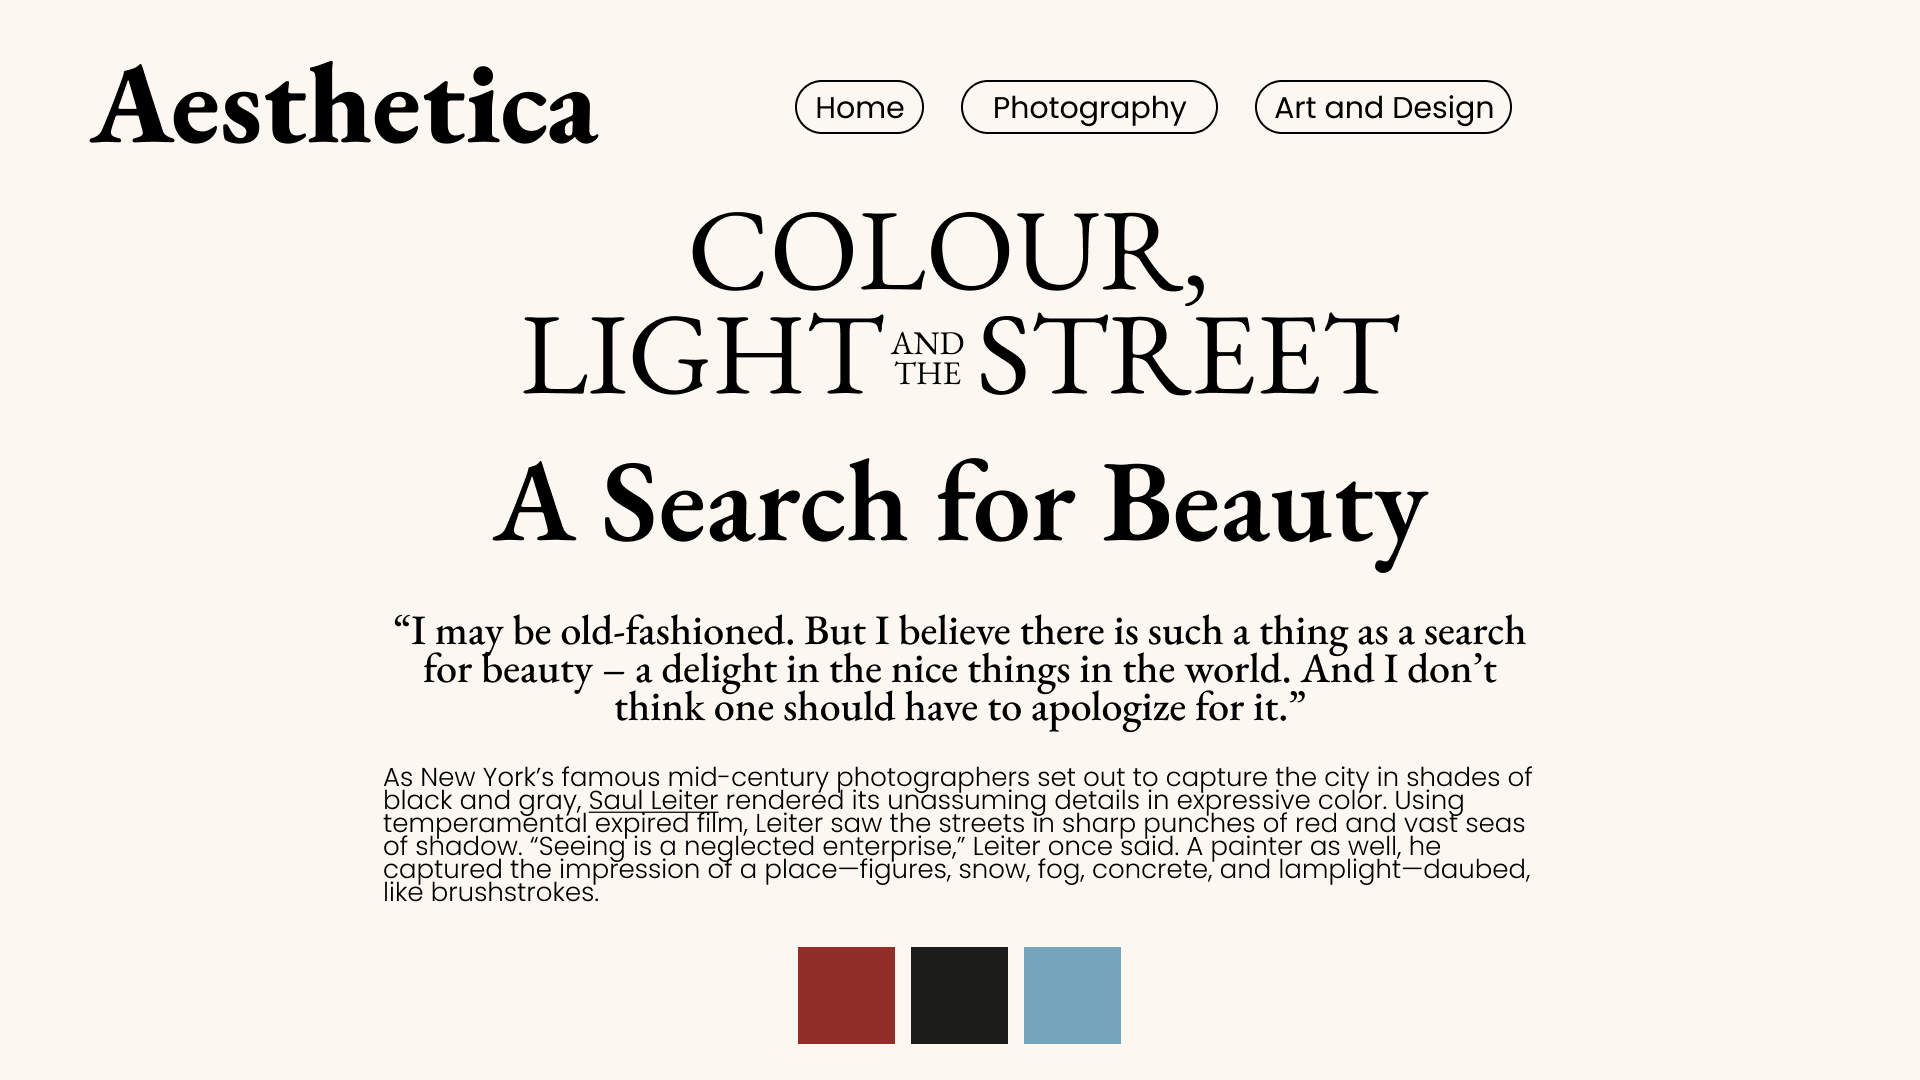 Aesthetica
Home
Photography
Art and Design
COLOUR,
LIGHT AND THE STREET
A Search for Beauty
“I may be old-fashioned. But I believe there is such a thing as a search
for beauty – a delight in the nice things in the world. And I don’t
think one should have to apologize for it.”
As New York’s famous mid-century photographers set out to capture the city in shades of
black and gray, Saul Leiter rendered its unassuming details in expressive color. Using
temperamental expired film, Leiter saw the streets in sharp punches of red and vast seas
of shadow. “Seeing is a neglected enterprise,” Leiter once said. A painter as well, he
captured the impression of a place—figures, snow, fog, concrete, and lamplight—daubed,
like brushstrokes.